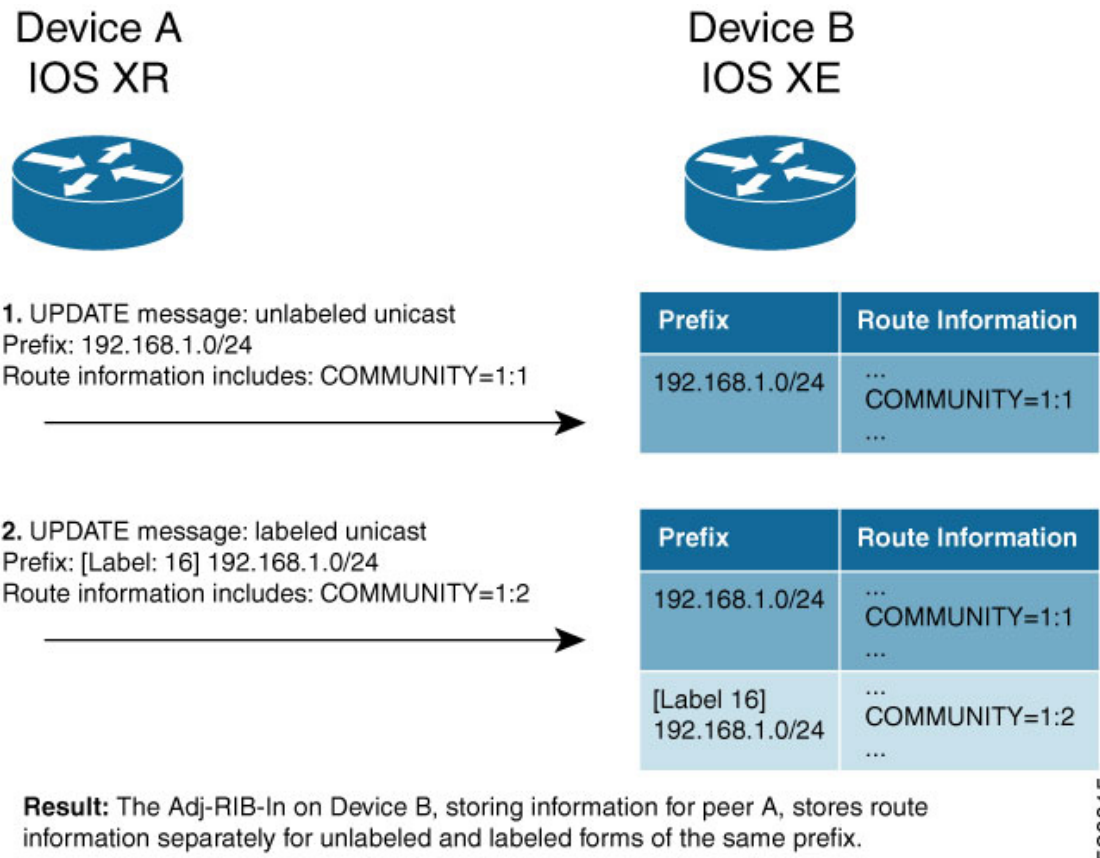 Device A
IOS XR
Device B
IOS XE
1. UPDATE message: unlabeled unicast
Prefix: 192.168.1.0/24
Route information includes: COMMUNITY=1:1
Prefix
Route Information
192.168.1.0/24
...
COMMUNITY=1:1
...
2. UPDATE message: labeled unicast
Prefix: [Label: 16] 192.168.1.0/24
Route information includes: COMMUNITY=1:2
Prefix
Route Information
192.168.1.0/24
...
COMMUNITY=1:1
...
[Label 16]
192.168.1.0/24
...
COMMUNITY=1:2
...
Result: The Adj-RIB-In on Device B, storing information for peer A, stores route
information separately for unlabeled and labeled forms of the same prefix.